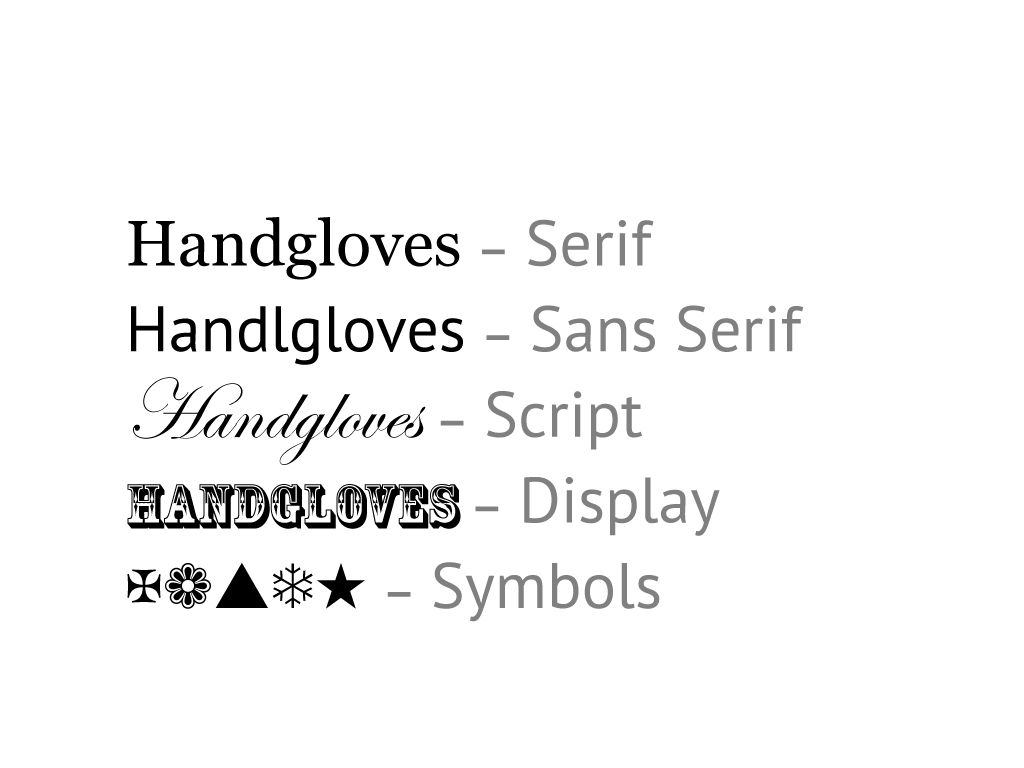 Handgloves – Serif
Handlgloves – Sans Serif
Handgloves – Script
HANDGLOVES – Display
✠❁▲❄★ – Symbols